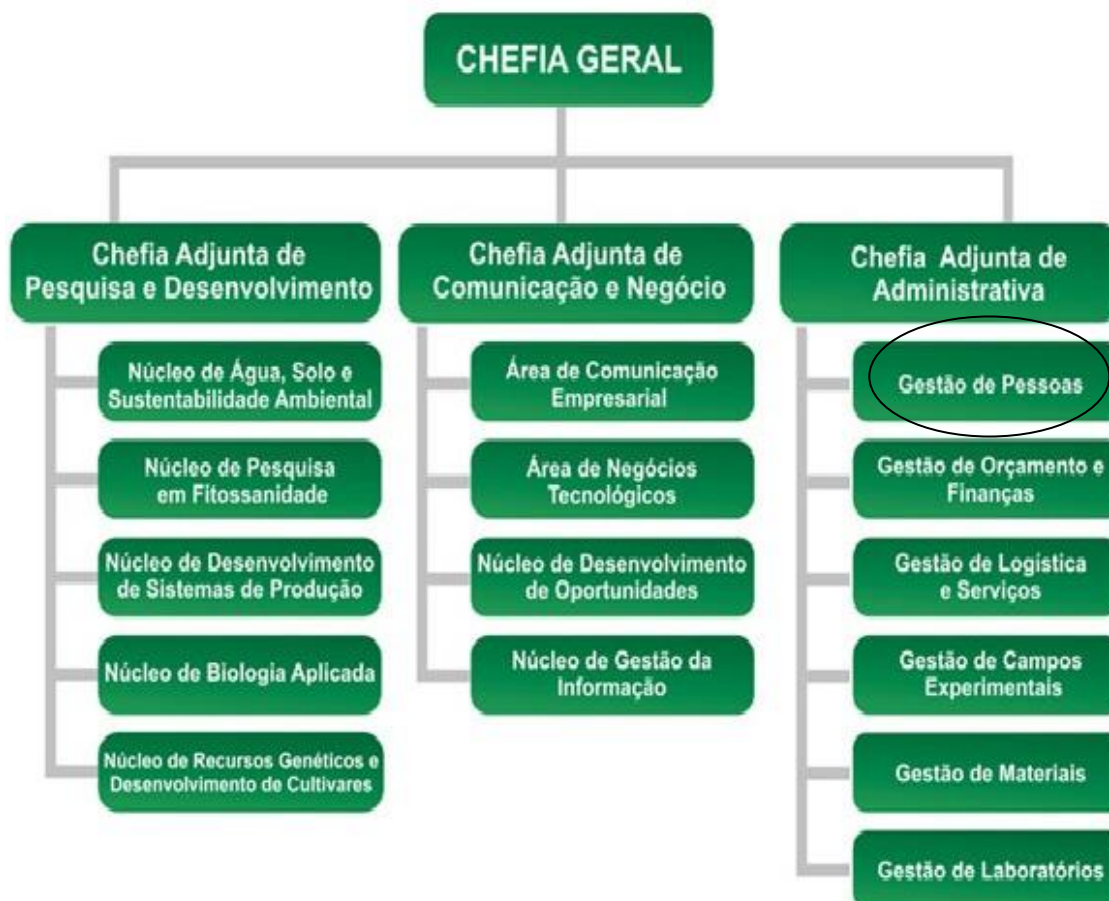 CHEFIA GERAL
Chefia Adjunta de
Pesquisa e Desenvolvimento
Núcleo de Água, Solo e
Sustentabilidade Ambiental
Núcleo de Pesquisa
em Fitossanidade
Núcleo de Desenvolvimento
de Sistemas de Produção
Núcleo de Biologia Aplicada
Núcleo de Recursos Genéticos e
Desenvolvimento de Cultivares
Chefia Adjunta de
Comunicação e Negócio
Área de Comunicação
Empresarial
Área de Negócios
Tecnológicos
Núcleo de Desenvolvimento
de Oportunidades
Núcleo de Gestão da
Informação
Chefia Adjunta de
Administrativa
Gestão de Pessoas
Gestão de Orçamento e
Finanças
Gestão de Logística
e Serviços
Gestão de Campos
Experimentais
Gestão de Materiais
Gestão de Laboratórios